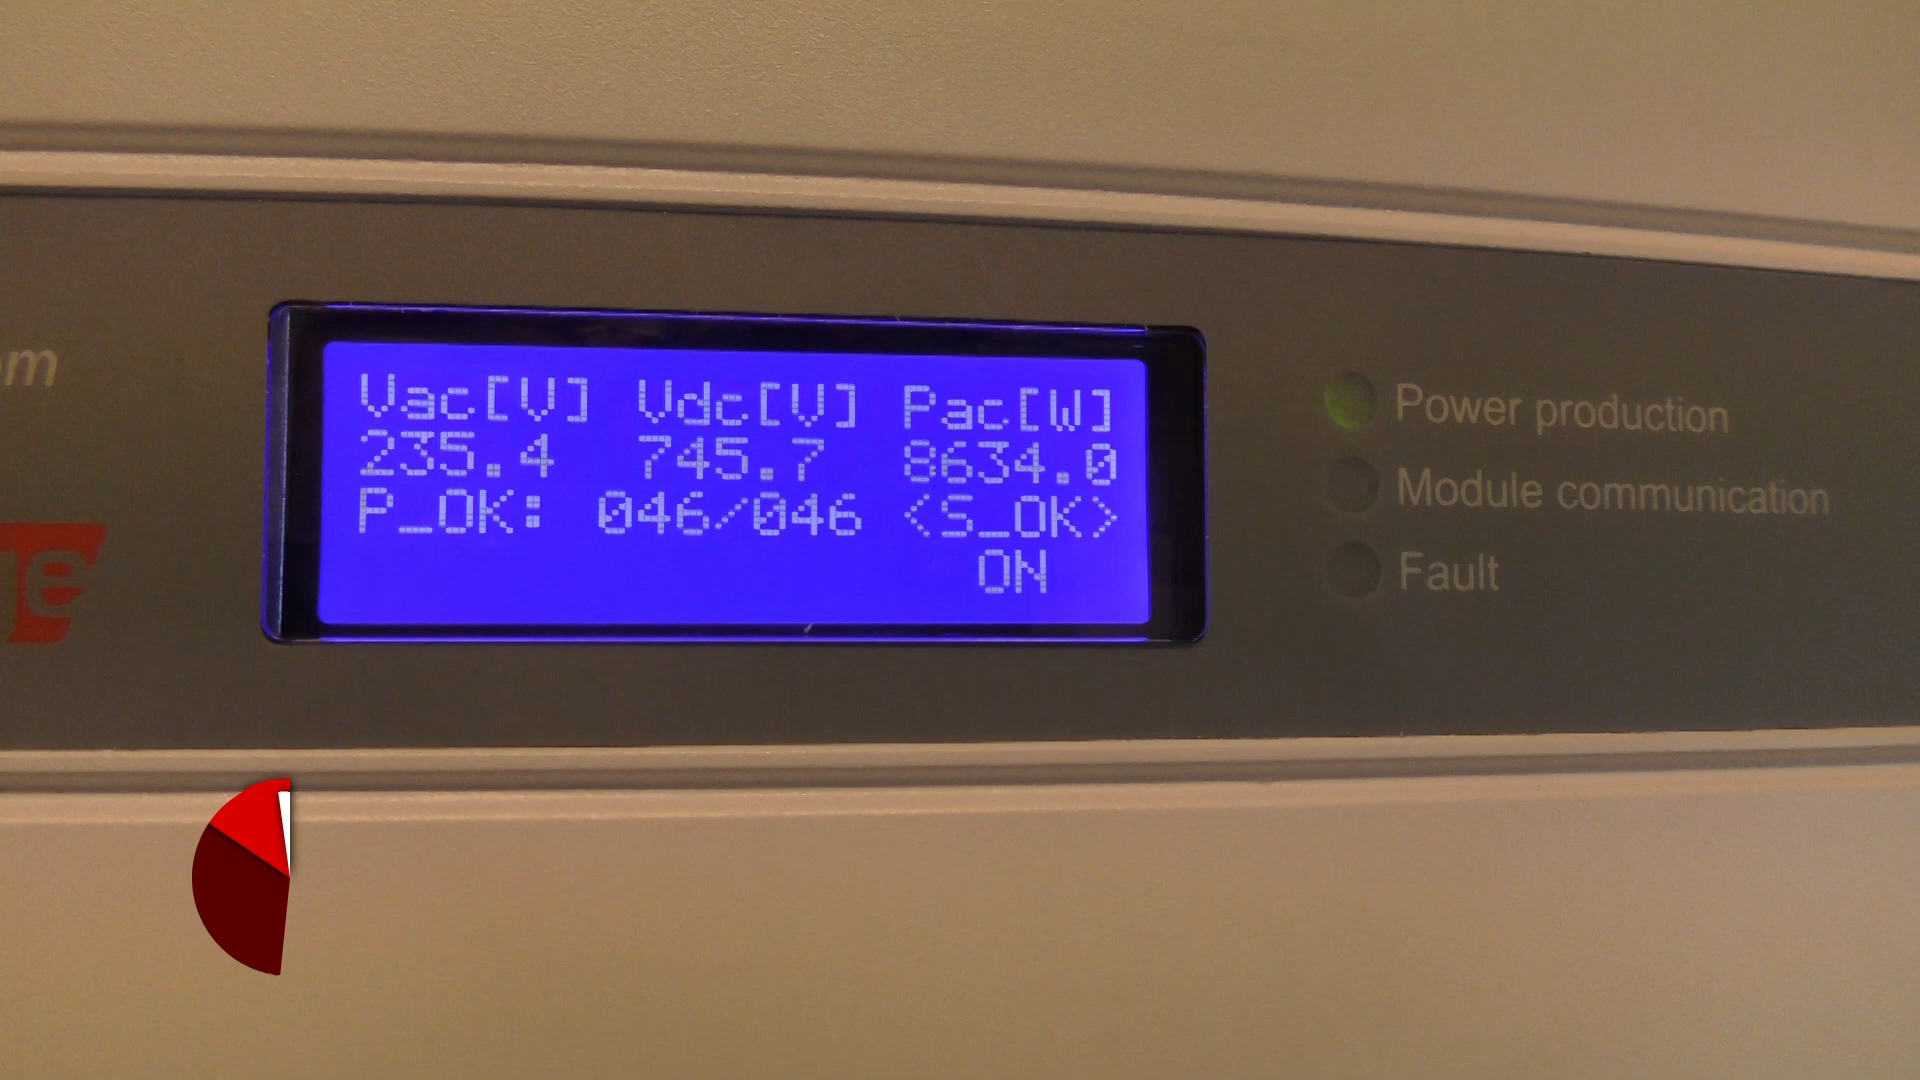 Vac[V] Vdc[V] Pac[W]
235.4 745.7 8634.0
P_OK: 046/046 <S_OK>
ON
Power production
Module communication
Fault